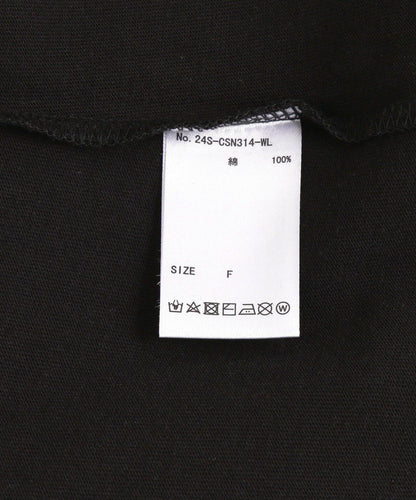 No. 24S-CSN314-WL
綿 100%
SIZE F
W